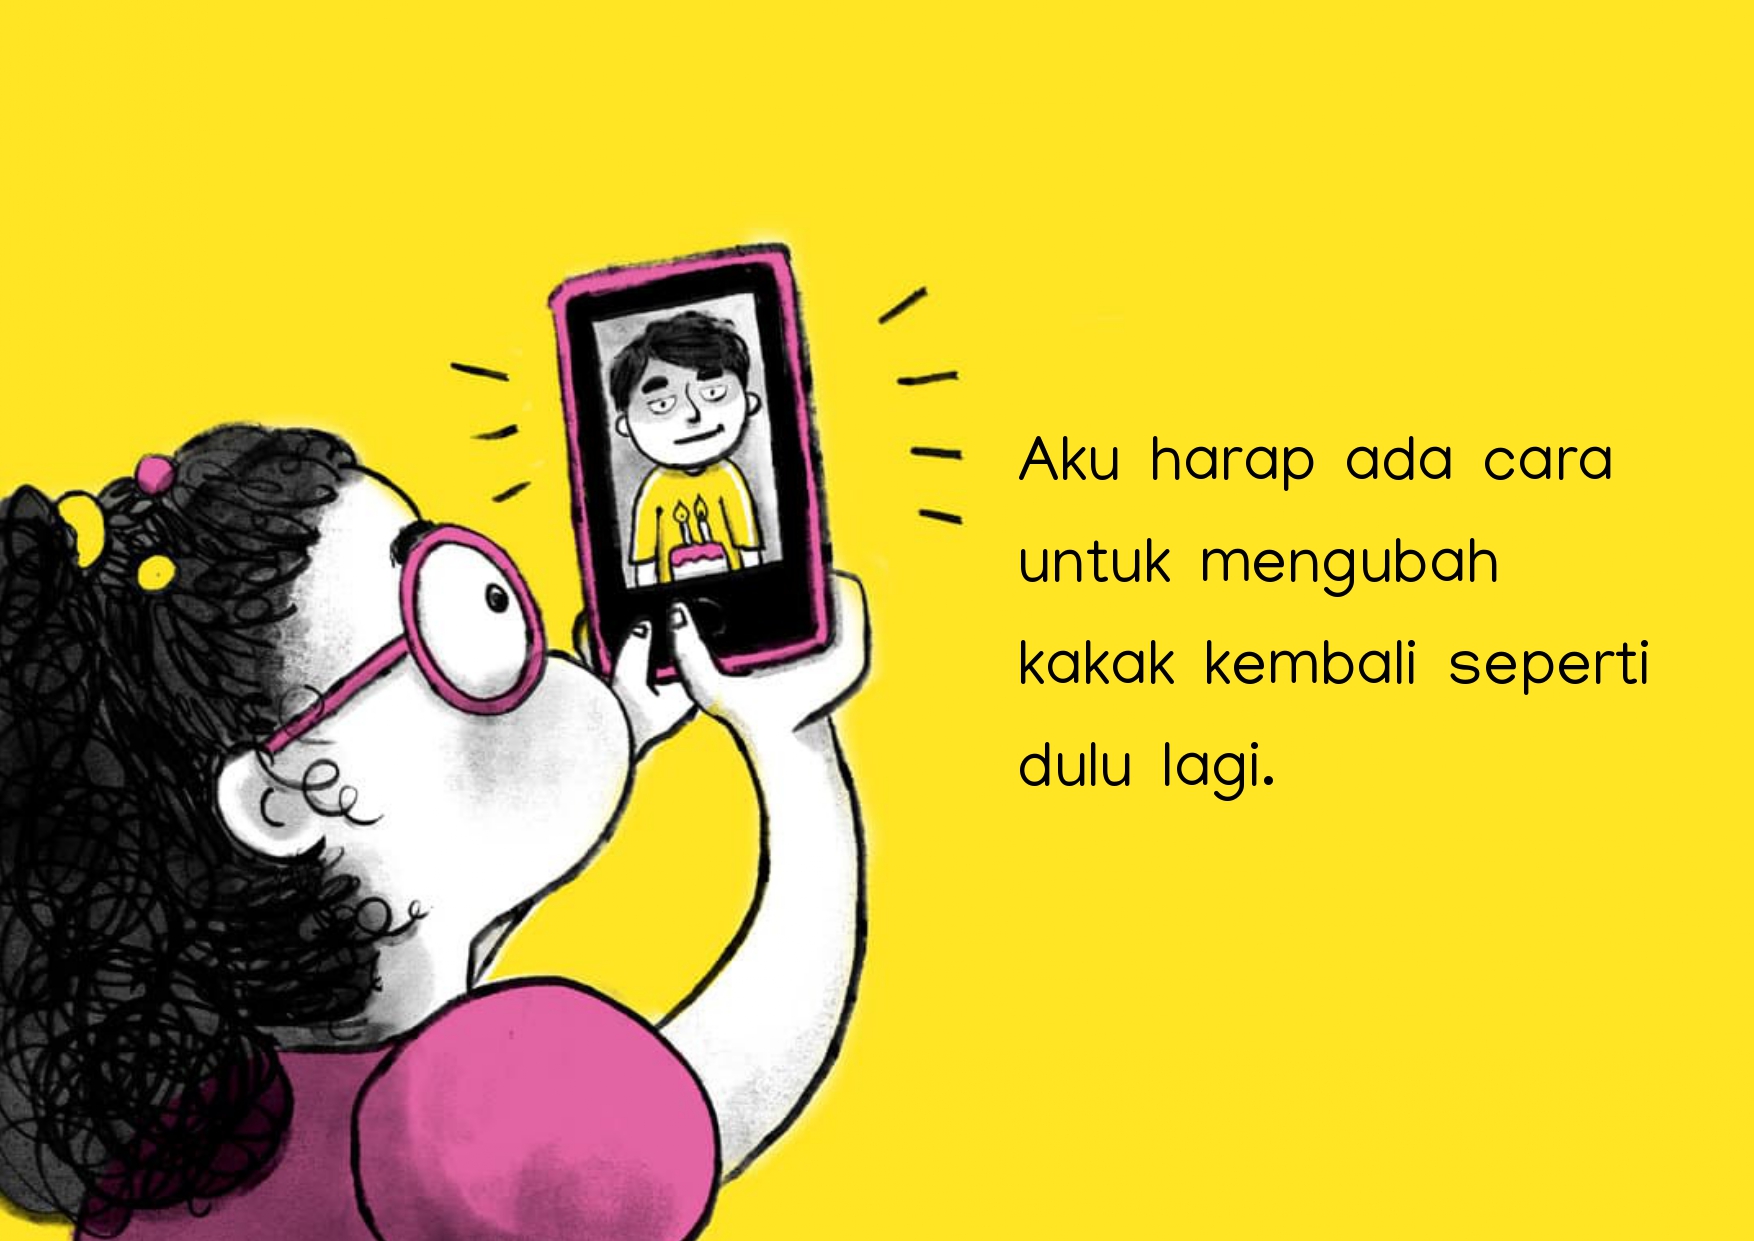 Aku harap ada cara
untuk mengubah
kakak kembali seperti
dulu lagi.